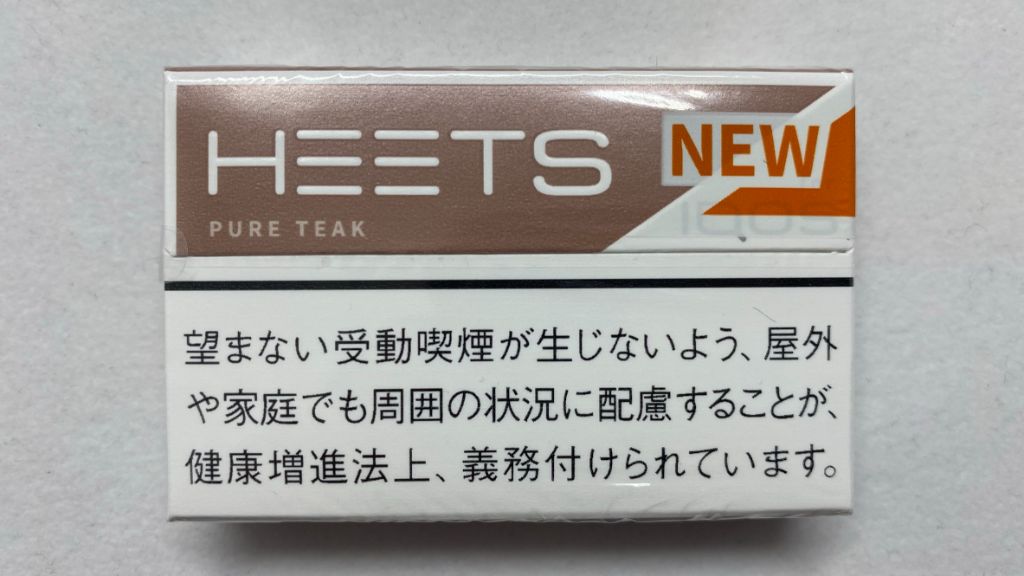 HEETS
NEW
PURE TEAK
IQOS
望まない受動喫煙が生じないよう、屋外
や家庭でも周囲の状況に配慮することが、
健康増進法上、義務付けられています。